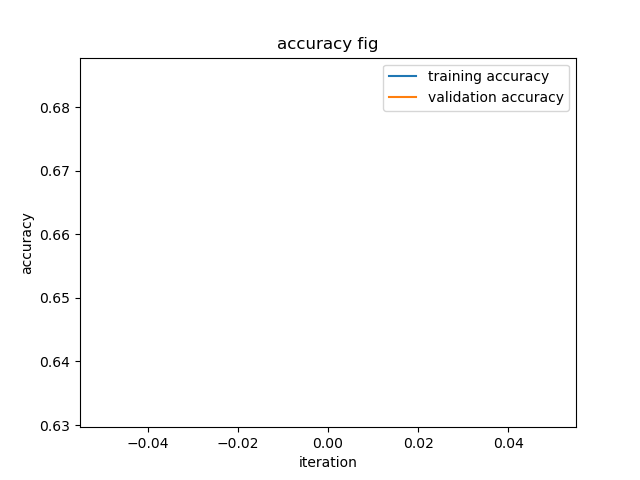 accuracy fig
training accuracy
validation accuracy
0.68
0.67
0.66
0.65
0.64
0.63
accuracy
−0.04 −0.02 0.00 0.02 0.04
iteration